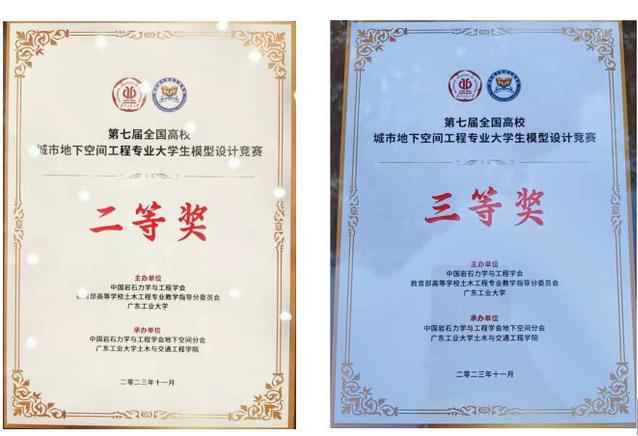 第七届全国高校
城市地下空间工程专业大学生模型设计竞赛
二等奖
主办单位
中国岩石力学与工程学会
教育部高等学校土木工程专业教学指导分委员会
广东工业大学
承办单位
中国岩石力学与工程学会地下空间分会
广东工业大学土木与交通工程学院
二〇二三年十一月
第七届全国高校
城市地下空间工程专业大学生模型设计竞赛
三等奖
主办单位
中国岩石力学与工程学会
教育部高等学校土木工程专业教学指导分委员会
广东工业大学
承办单位
中国岩石力学与工程学会地下空间分会
广东工业大学土木与交通工程学院
二〇二三年十一月